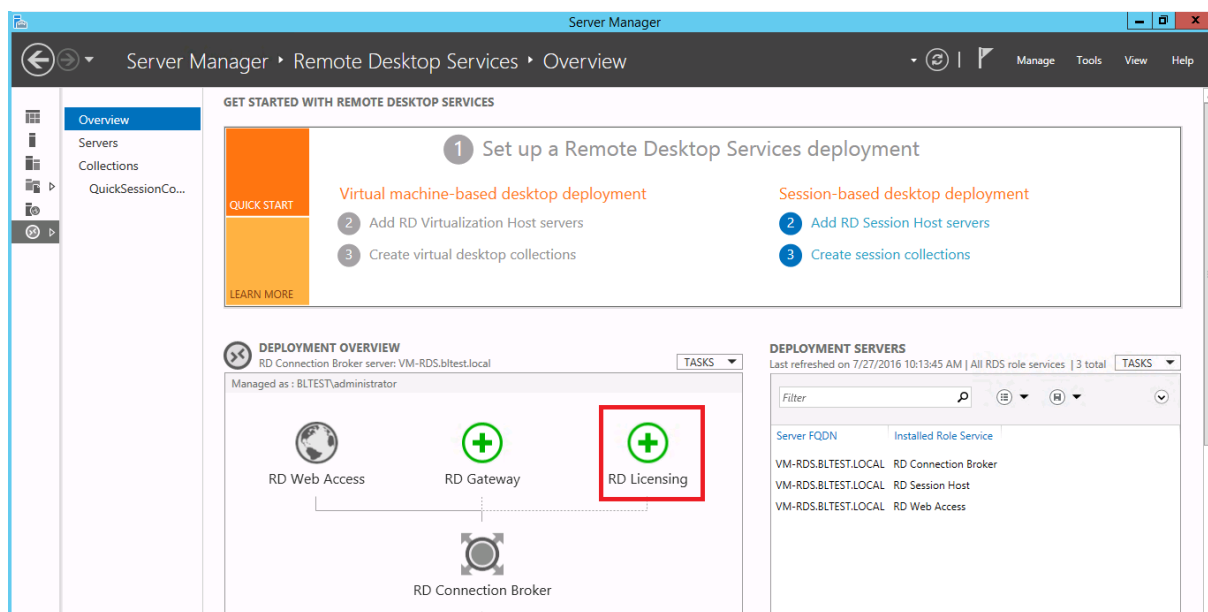 Server Manager
Server Manager ‣ Remote Desktop Services ‣ Overview
Manage Tools View Help
Overview
Servers
Collections
QuickSessionCo...
GET STARTED WITH REMOTE DESKTOP SERVICES
QUICK START
LEARN MORE
1 Set up a Remote Desktop Services deployment
Virtual machine-based desktop deployment
2 Add RD Virtualization Host servers
3 Create virtual desktop collections
Session-based desktop deployment
2 Add RD Session Host servers
3 Create session collections
DEPLOYMENT OVERVIEW
RD Connection Broker server: VM-RDS.bltest.local
TASKS
Managed as : BLTEST\administrator
RD Web Access
RD Gateway
RD Licensing
RD Connection Broker
DEPLOYMENT SERVERS
Last refreshed on 7/27/2016 10:13:45 AM | All RDS role services | 3 total
TASKS
Filter
Server FQDN Installed Role Service
VM-RDS.BLTEST.LOCAL RD Connection Broker
VM-RDS.BLTEST.LOCAL RD Session Host
VM-RDS.BLTEST.LOCAL RD Web Access